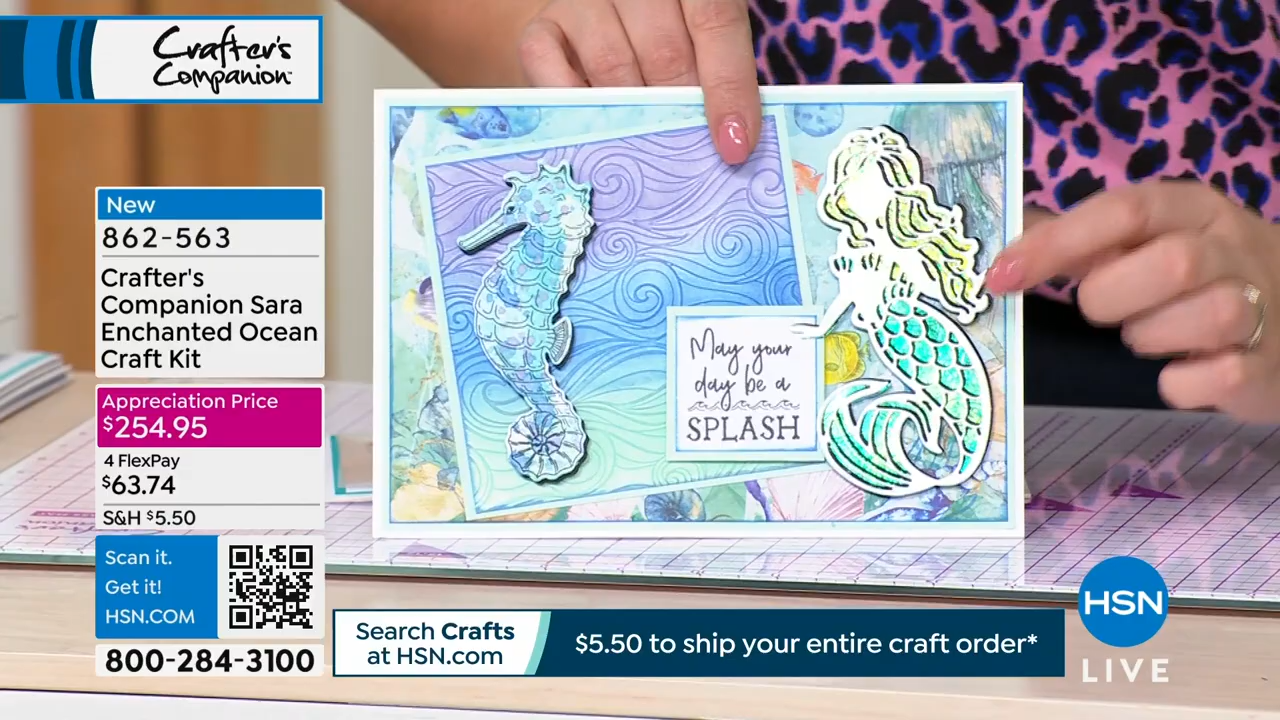 Crafter's
Companion
New
862-563
Crafter's
Companion Sara
Enchanted Ocean
Craft Kit
Appreciation Price
$254.95
4 FlexPay
$63.74
S&H $5.50
Scan it.
Get it!
HSN.COM
800-284-3100
May your
day be a
SPLASH
Search Crafts
at HSN.com
$5.50 to ship your entire craft order*
HSN
LIVE